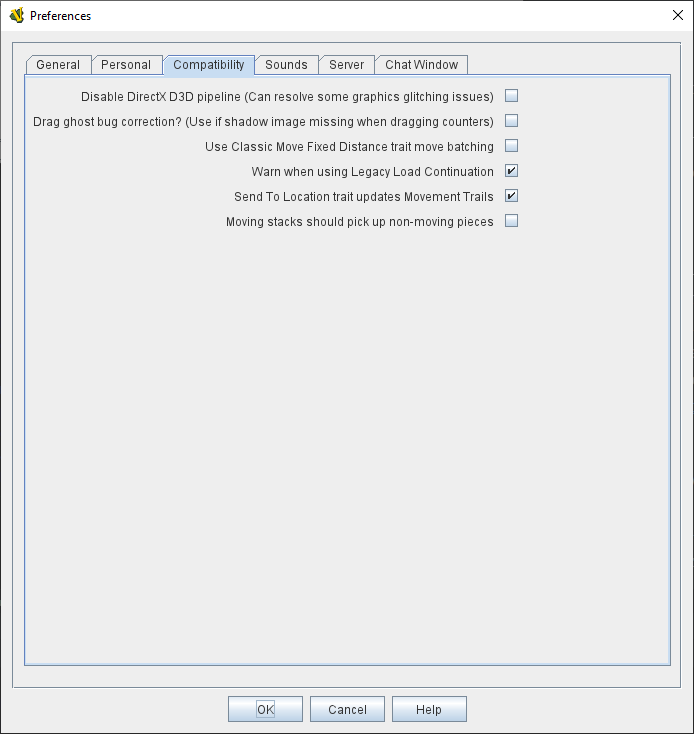 Preferences
General Personal Compatibility Sounds Server Chat Window
Disable DirectX D3D pipeline (Can resolve some graphics glitching issues)
Drag ghost bug correction? (Use if shadow image missing when dragging counters)
Use Classic Move Fixed Distance trait move batching
Warn when using Legacy Load Continuation
Send To Location trait updates Movement Trails
Moving stacks should pick up non-moving pieces
OK Cancel Help